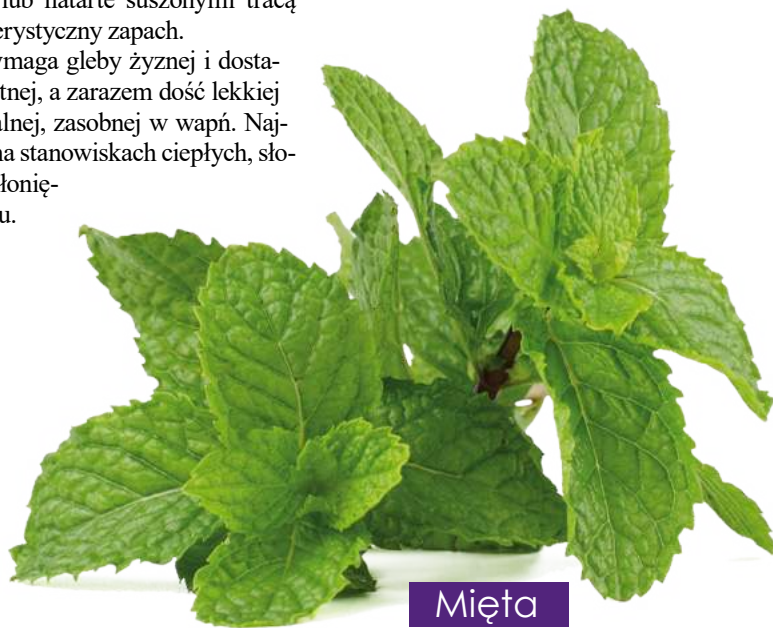 lub natarte suszonymi tracą
erystyczny zapach.
ymaga gleby żyznej i dosta-
tnej, a zarazem dość lekkiej
alnej, zasobnej w wapń. Naj-
na stanowiskach ciepłych, sło-
łonię-
u.
Mięta